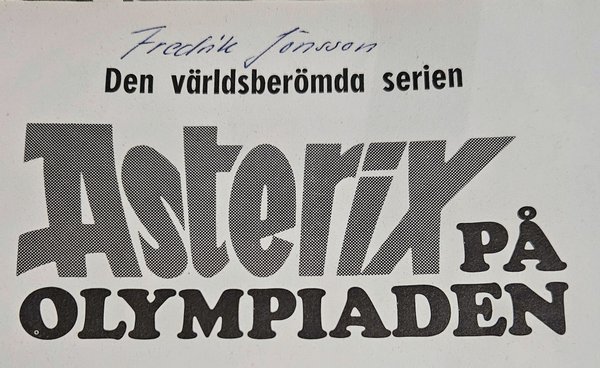 Fredrik Jönsson
Den världsberömda serien
Asterix PÅ
OLYMPIADEN